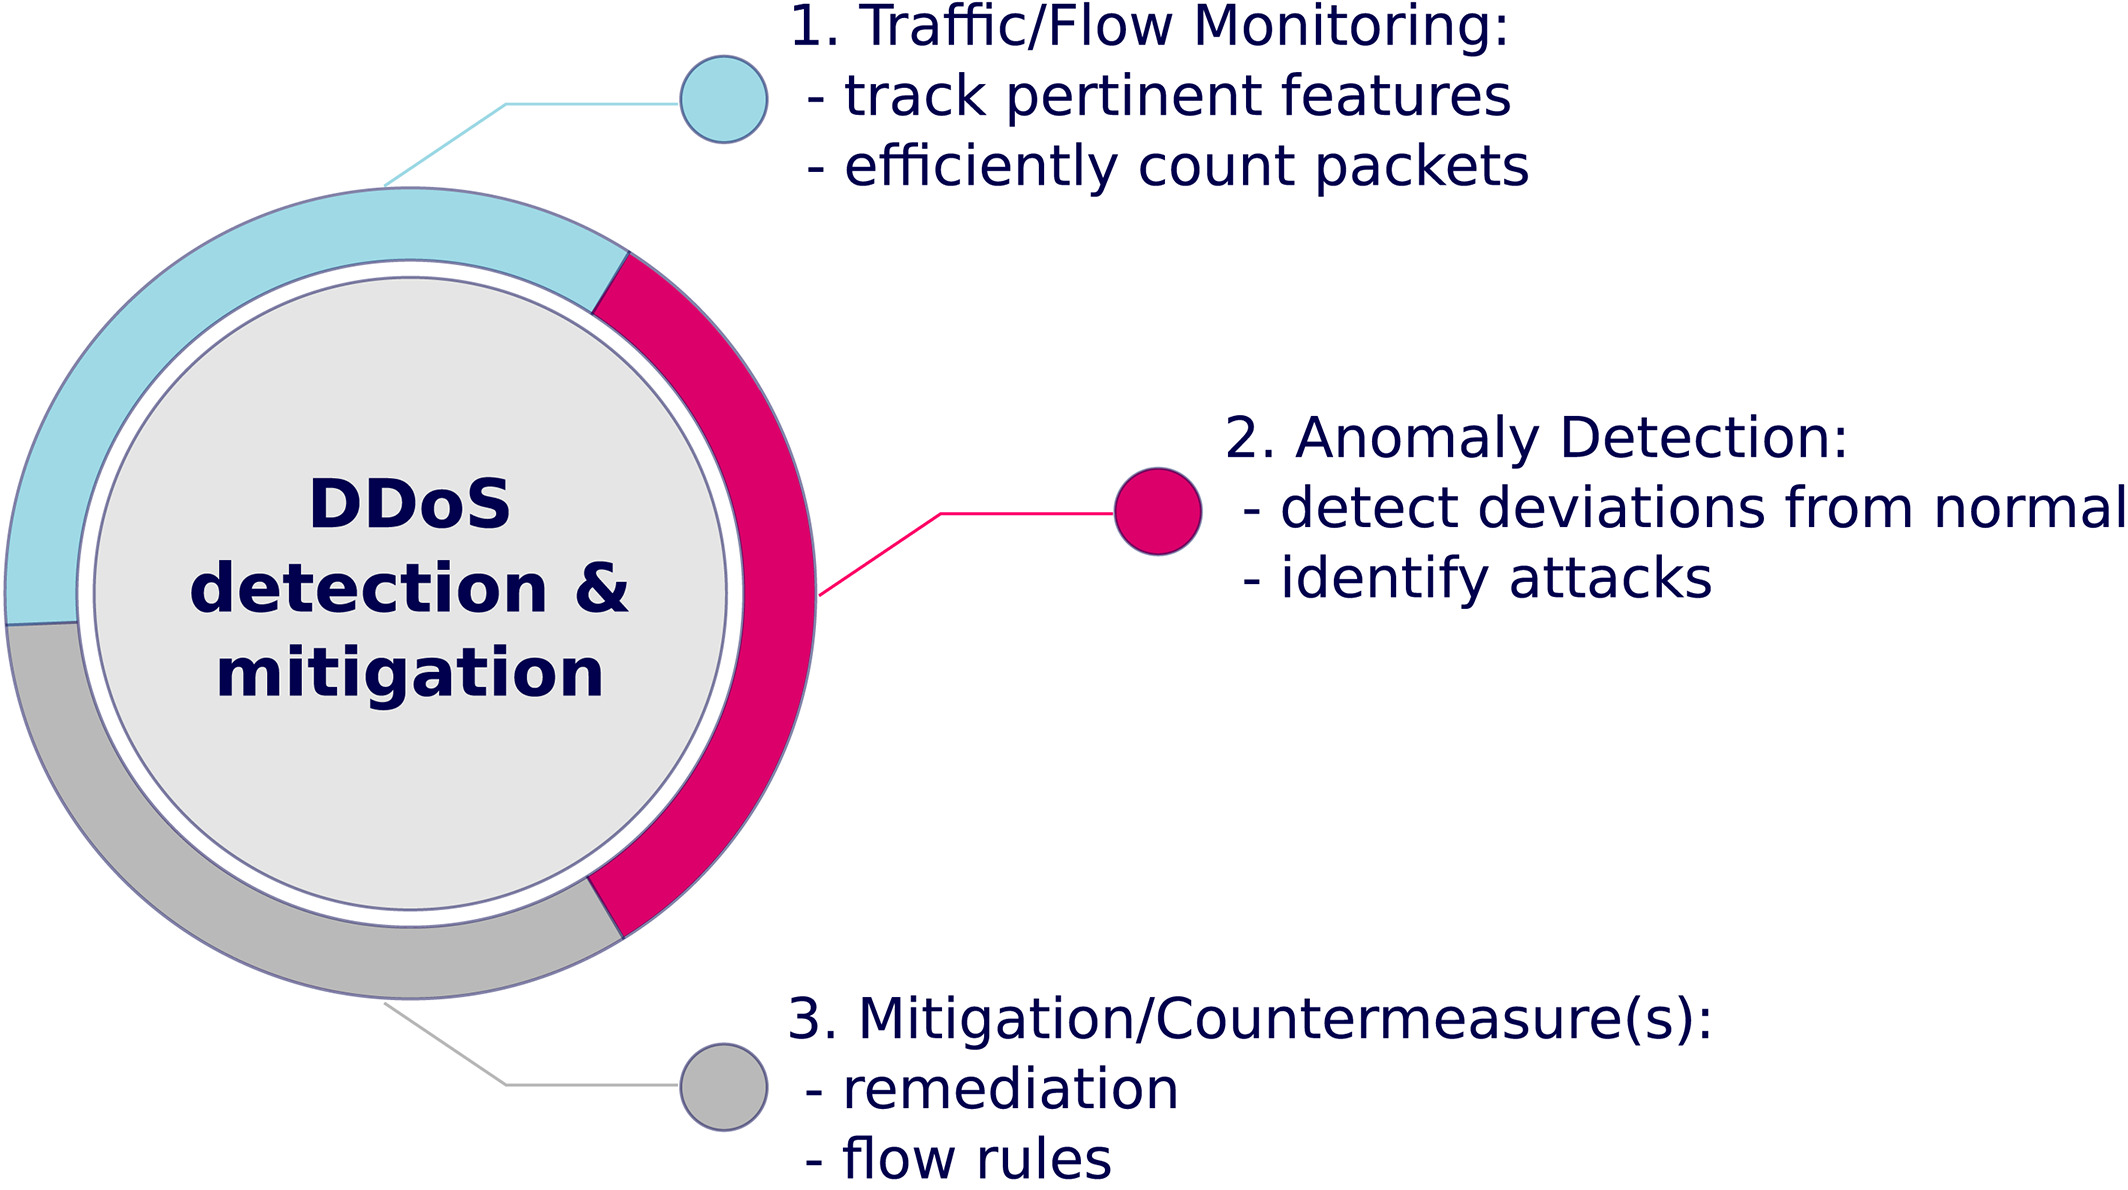 1. Traffic/Flow Monitoring:
- track pertinent features
- efficiently count packets
DDoS
detection &
mitigation
2. Anomaly Detection:
- detect deviations from normal
- identify attacks
3. Mitigation/Countermeasure(s):
- remediation
- flow rules